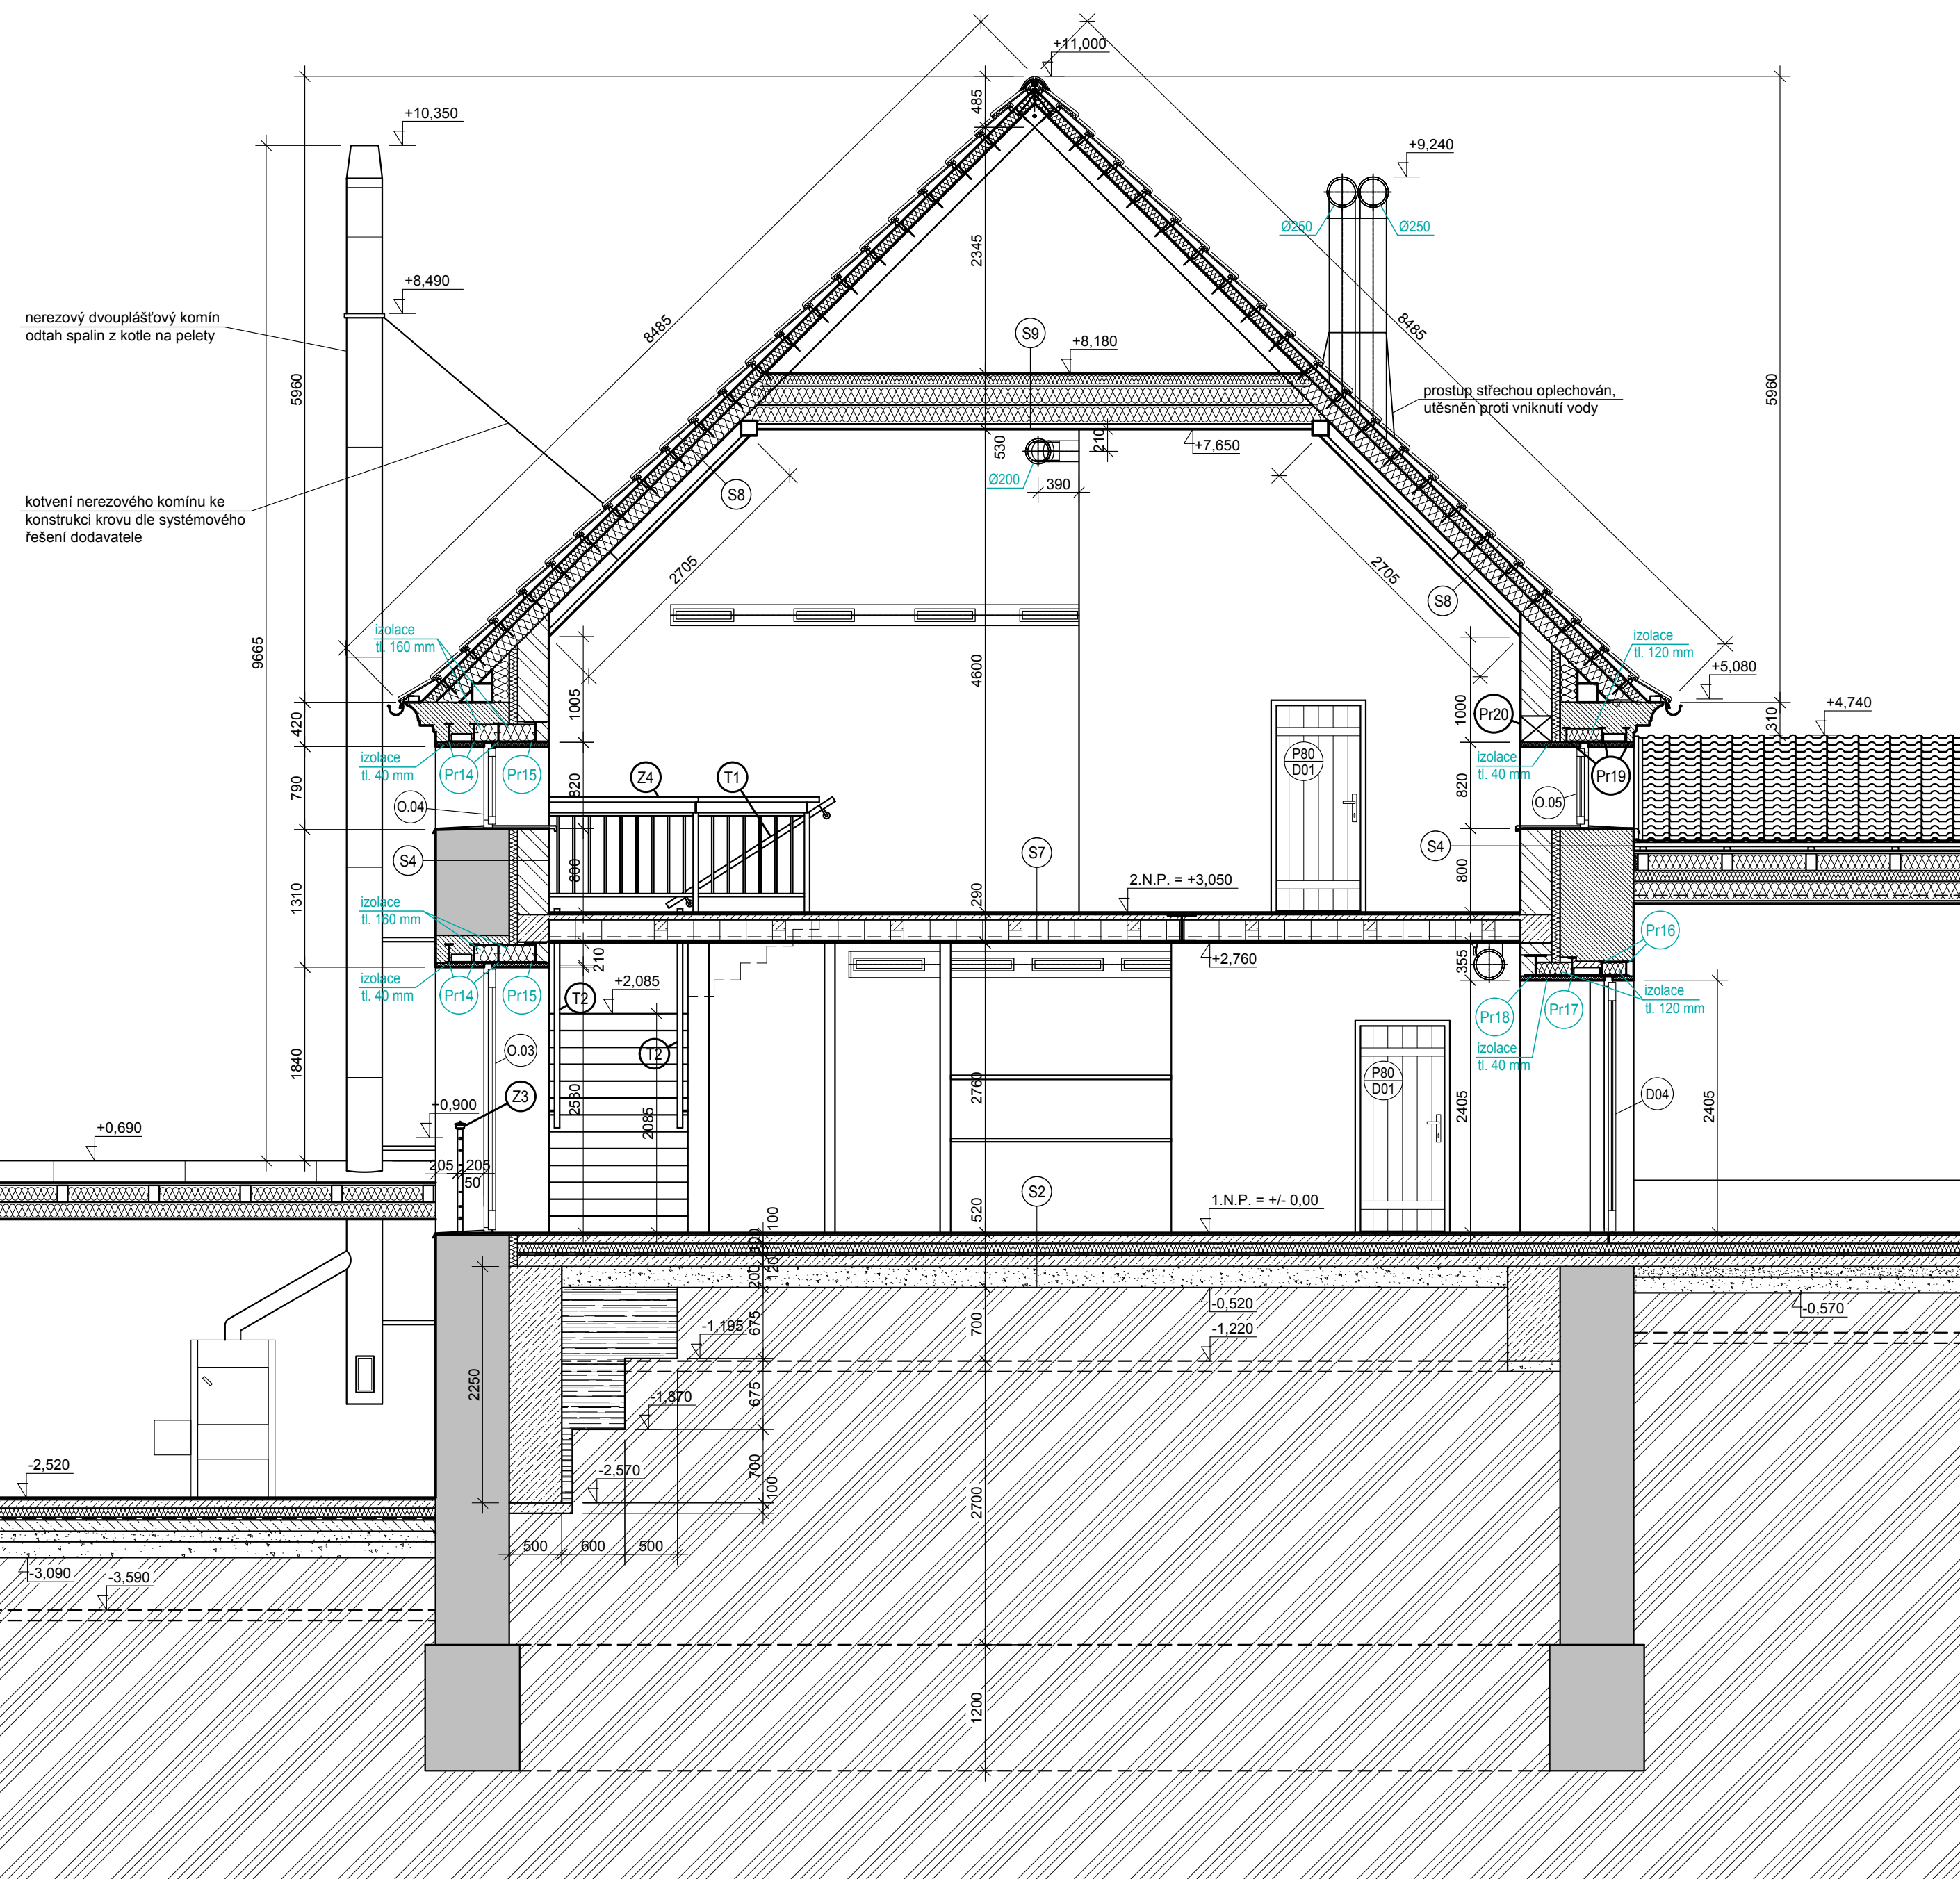 +11,000
485
+10,350
+9,240
Ø250
Ø250
2345
+8,490
nerezový dvouplášťový komín
odtah spalin z kotle na pelety
8485
8485
S9
+8,180
5960
5960
prostup střechou oplechován,
utěsněn proti vniknutí vody
530
210
+7,650
Ø200
390
S8
kotvení nerezového komínu ke
konstrukci krovu dle systémového
řešení dodavatele
2705
2705
S8
9665
izolace
tl. 160 mm
izolace
tl. 120 mm
4600
+5,080
1005
1000
Pr20
+4,740
420
310
izolace
tl. 40 mm
Pr14
Pr15
Z4
T1
P80
D01
izolace
tl. 40 mm
Pr19
790
820
820
O.04
O.05
S4
S7
S4
800
800
2.N.P. = +3,050
1310
290
izolace
tl. 160 mm
Pr16
210
+2,760
355
izolace
tl. 40 mm
Pr14
Pr15
+2,085
T2
izolace
tl. 120 mm
Pr18
Pr17
O.03
T2
izolace
tl. 40 mm
1840
P80
D01
2530
2760
2085
2405
2405
D04
Z3
+0,900
+0,690
205
205
50
S2
1.N.P. = +/- 0,00
520
100
100
120
200
-0,520
-0,570
675
-1,195
700
-1,220
2250
675
-1,870
-2,520
-2,570
700
100
2700
500
600
500
-3,090
-3,590
1200